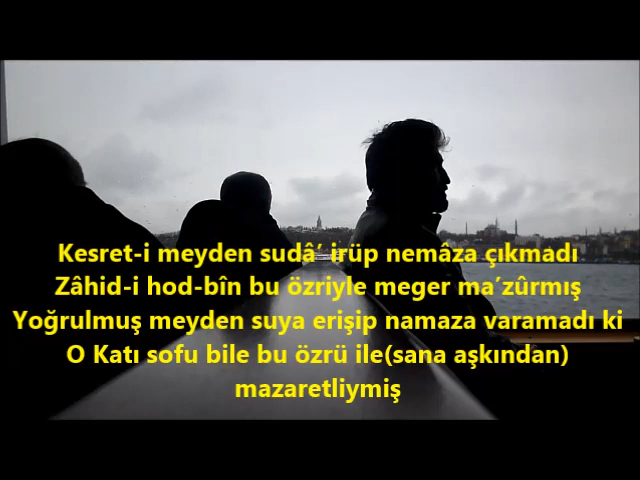 Kesret-i meyden sudâ’ irüp nemâza çıkmadı
Zâhid-i hod-bîn bu özriyle meger ma’zûrmış
Yoğrulmuş meyden suya erişip namaza varamadı ki
O Katı sofu bile bu özrü ile(sana aşkından)
mazaretliymiş